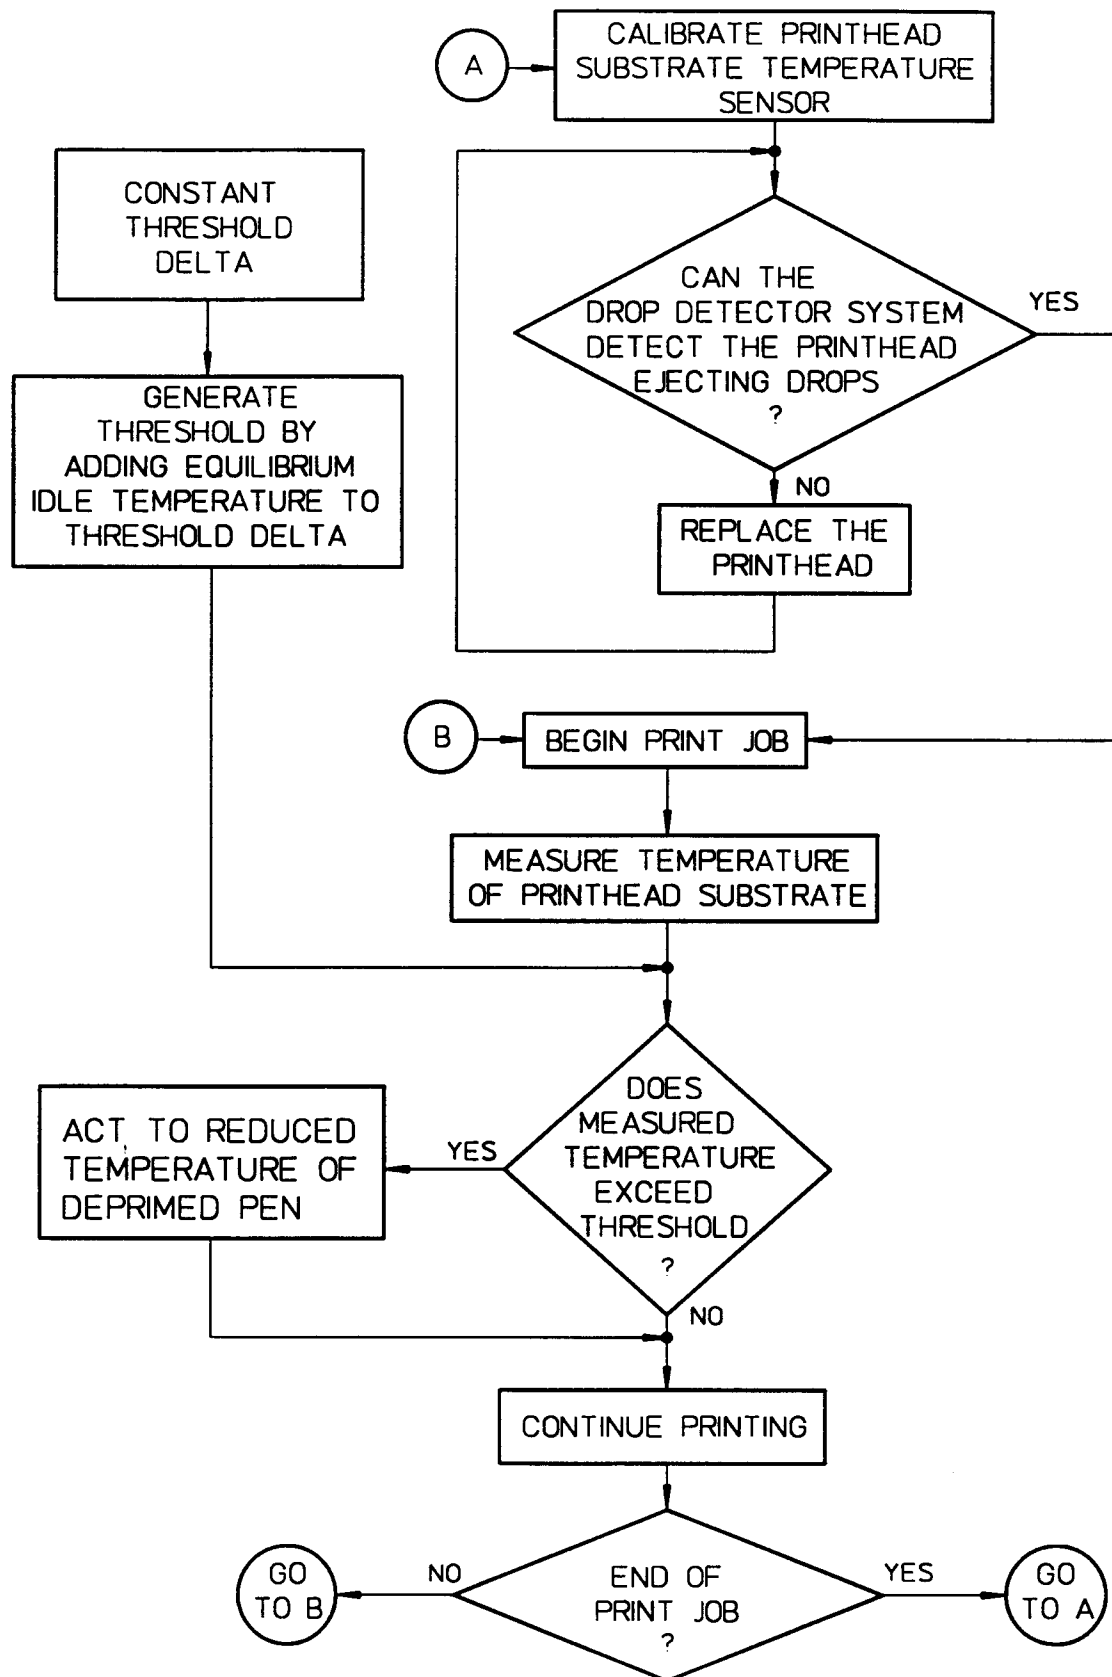 A
CALIBRATE PRINTHEAD
SUBSTRATE TEMPERATURE
SENSOR
CONSTANT
THRESHOLD
DELTA
CAN THE
DROP DETECTOR SYSTEM
DETECT THE PRINTHEAD
EJECTING DROPS
?
YES
GENERATE
THRESHOLD BY
ADDING EQUILIBRIUM
IDLE TEMPERATURE TO
THRESHOLD DELTA
NO
REPLACE THE
PRINTHEAD
B
BEGIN PRINT JOB
MEASURE TEMPERATURE
OF PRINTHEAD SUBSTRATE
DOES
MEASURED
TEMPERATURE
EXCEED
THRESHOLD
?
YES
ACT TO REDUCED
TEMPERATURE OF
DEPRIMED PEN
NO
CONTINUE PRINTING
END OF
PRINT JOB
?
NO
GO
TO B
YES
GO
TO A